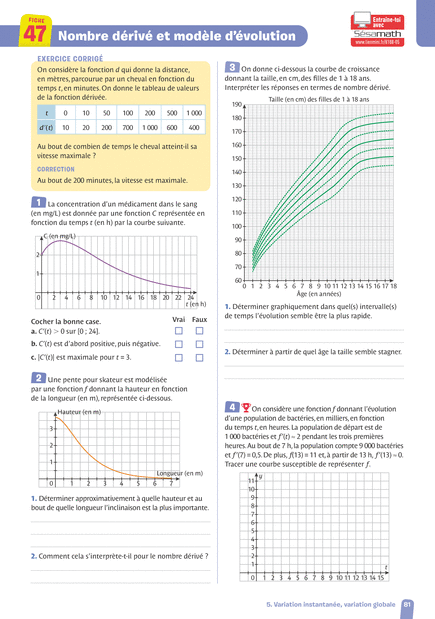 FICHE
47
Nombre dérivé et modèle d'évolution
Entraîne-toi
avec
Sésamath
EXERCICE CORRIGÉ
On considère la fonction d qui donne la distance,
en mètres, parcourue par un cheval en fonction du
temps t, en minutes. On donne le tableau de valeurs
de la fonction dérivée.
t 0 10 50 100 200 500 1 000
d'(t) 10 20 200 700 1 000 600 400
Au bout de combien de temps le cheval atteint-il sa
vitesse maximale ?
CORRECTION
Au bout de 200 minutes, la vitesse est maximale.
1 La concentration d'un médicament dans le sang
(en mg/L) est donnée par une fonction C représentée en
fonction du temps t (en h) par la courbe suivante.
C (en mg/L)
2
1
0 2 4 6 8 10 12 14 16 18 20 22 24
t (en h)
Cocher la bonne case. Vrai Faux
a. C'(t) > 0 sur [0 ; 24].
b. C'(t) est d'abord positive, puis négative.
c. |C'(t)| est maximale pour t = 3.
2 Une pente pour skateur est modélisée
par une fonction f donnant la hauteur en fonction
de la longueur (en m), représentée ci-dessous.
Hauteur (en m)
3
2
1
Longueur (en m)
0 1 2 3 4 5 6 7
1. Déterminer approximativement à quelle hauteur et au
bout de quelle longueur l'inclinaison est la plus importante.
2. Comment cela s'interprète-t-il pour le nombre dérivé ?
3 On donne ci-dessous la courbe de croissance
donnant la taille, en cm, des filles de 1 à 18 ans.
Interpréter les réponses en termes de nombre dérivé.
Taille (en cm) des filles de 1 à 18 ans
190
180
170
160
150
140
130
120
110
100
90
80
70
60
0 1 2 3 4 5 6 7 8 9 10 11 12 13 14 15 16 17 18
Âge (en années)
1. Déterminer graphiquement dans quel(s) intervalle(s)
de temps l'évolution semble être la plus rapide.
2. Déterminer à partir de quel âge la taille semble stagner.
4 On considère une fonction f donnant l'évolution
d'une population de bactéries, en milliers, en fonction
du temps t, en heures. La population de départ est de
1 000 bactéries et f'(t) = 2 pendant les trois premières
heures. Au bout de 7 h, la population compte 9 000 bactéries
et f'(7) = 0,5. De plus, f(13) = 11 et, à partir de 13 h, f'(13) ≈ 0.
Tracer une courbe susceptible de représenter f.
y
11
10
9
8
7
6
5
4
3
2
1
t
0 1 2 3 4 5 6 7 8 9 10 11 12 13 14 15
5. Variation instantanée, variation globale 81